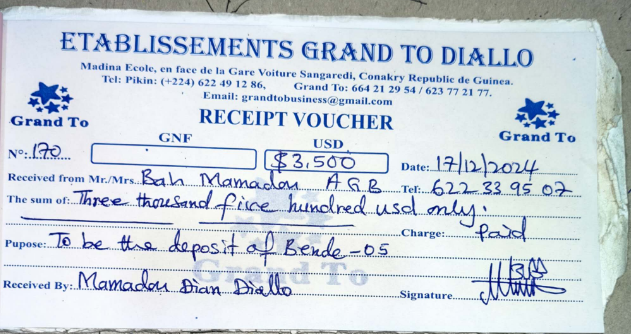 ETABLISSEMENTS GRAND TO DIALLO
Madina Ecole, en face de la Gare Voiture Sangaredi, Conakry Republic de Guinea.
Tel: Pikin: (+224) 622 49 12 86, Grand To: 664 21 29 54 / 623 77 21 77.
Email: grandtobusiness@gmail.com
Grand To
RECEIPT VOUCHER
Grand To
GNF USD
N°: 170 $3,500 Date: 17/12/2024
Received from Mr./Mrs. Bah Mamadou AGB Tel: 622 33 95 07
The sum of: Three thousand five hundred usd only.
Charge: paid
Pupose: To be the deposit of Bende-05
Grand To
Received By: Mamadou Dian Diallo Signature